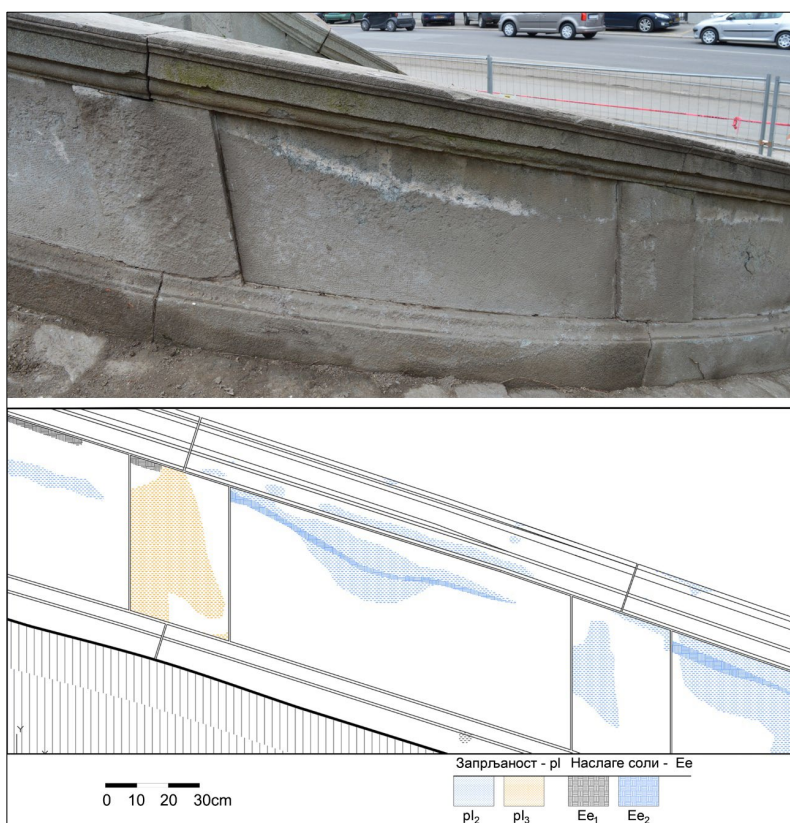 Y
X
Запрљаност - pl Наслаге соли - Ee
0 10 20 30cm
pl₂ pl₃ Ee₁ Ee₂